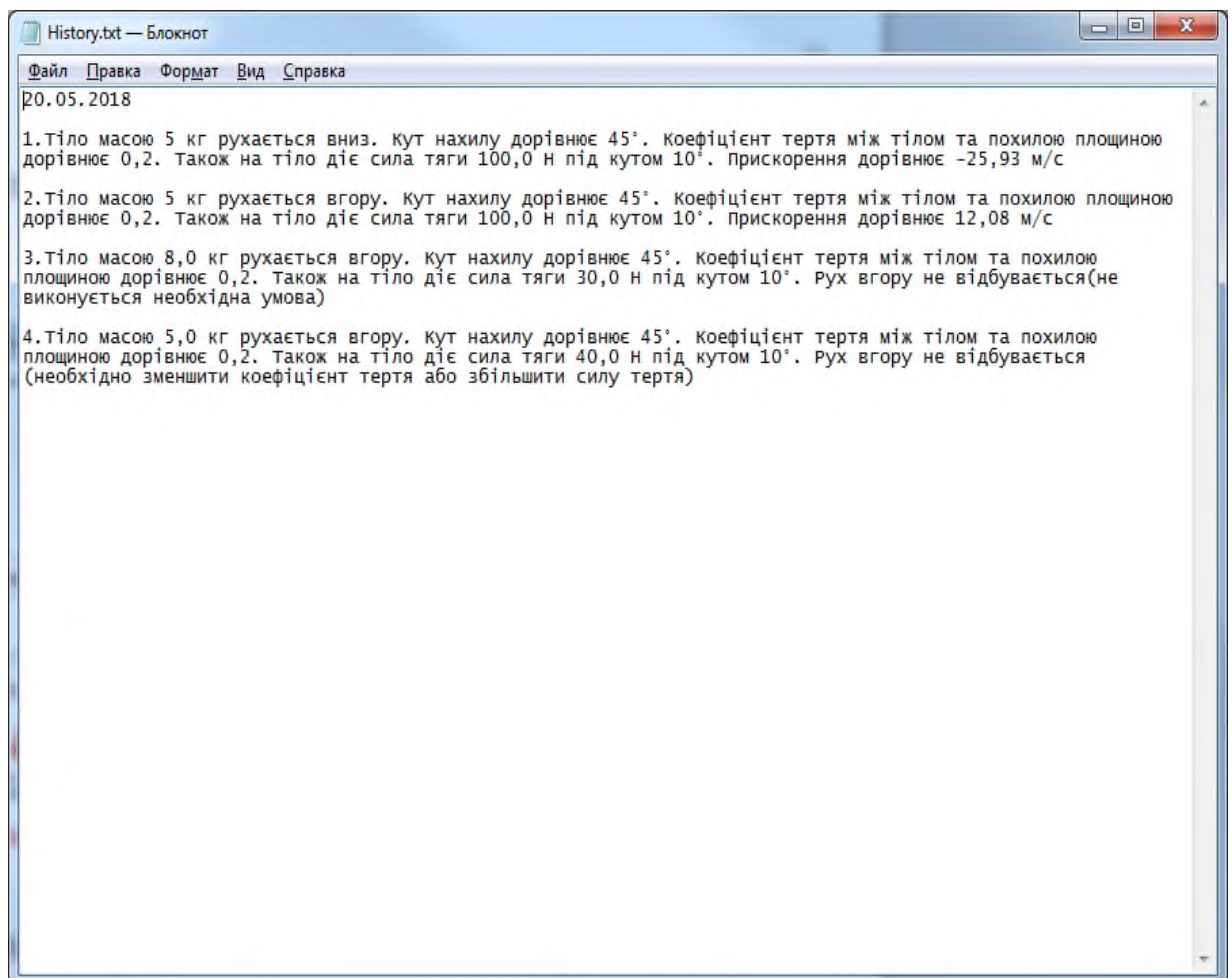 History.txt — Блокнот
Файл Правка Формат Вид Справка
20.05.2018
1.Тіло масою 5 кг рухається вниз. Кут нахилу дорівнює 45°. Коефіцієнт тертя між тілом та похилою площиною
дорівнює 0,2. Також на тіло діє сила тяги 100,0 Н під кутом 10°. Прискорення дорівнює -25,93 м/с
2.Тіло масою 5 кг рухається вгору. Кут нахилу дорівнює 45°. Коефіцієнт тертя між тілом та похилою площиною
дорівнює 0,2. Також на тіло діє сила тяги 100,0 Н під кутом 10°. Прискорення дорівнює 12,08 м/с
3.Тіло масою 8,0 кг рухається вгору. Кут нахилу дорівнює 45°. Коефіцієнт тертя між тілом та похилою
площиною дорівнює 0,2. Також на тіло діє сила тяги 30,0 Н під кутом 10°. Рух вгору не відбувається(не
виконується необхідна умова)
4.Тіло масою 5,0 кг рухається вгору. Кут нахилу дорівнює 45°. Коефіцієнт тертя між тілом та похилою
площиною дорівнює 0,2. Також на тіло діє сила тяги 40,0 Н під кутом 10°. Рух вгору не відбувається
(необхідно зменшити коефіцієнт тертя або збільшити силу тертя)